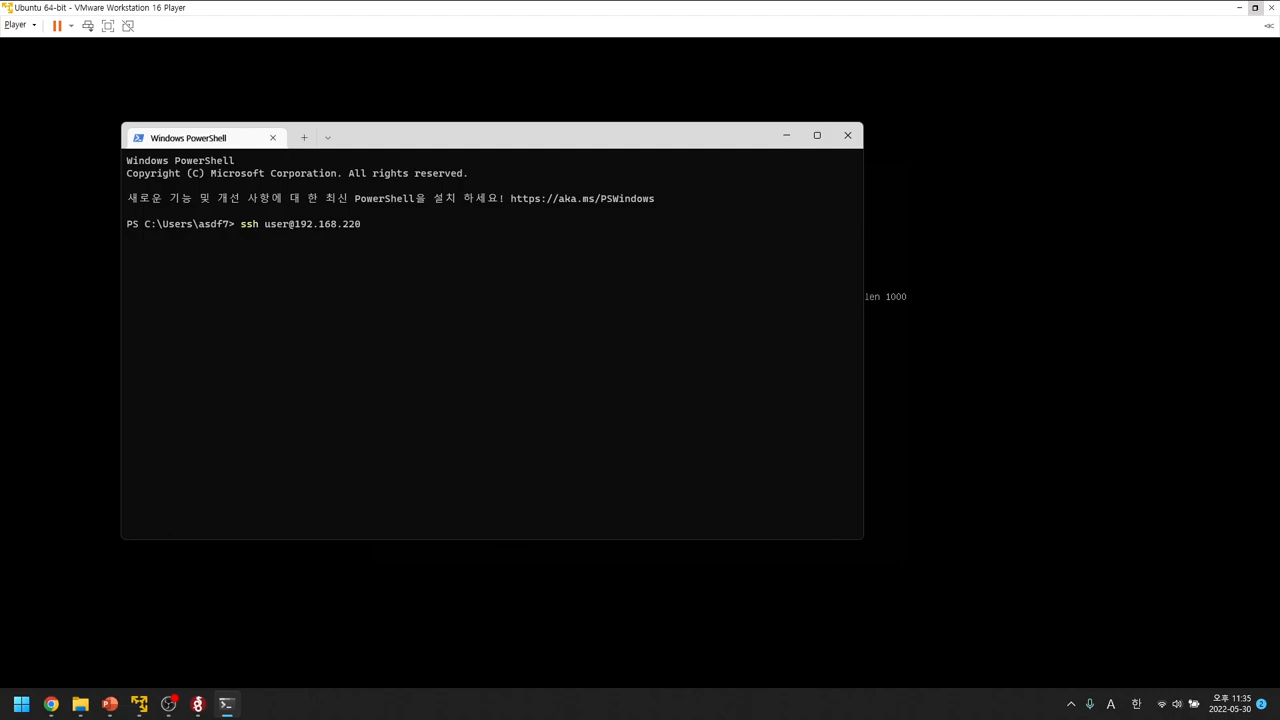 Ubuntu 64-bit - VMware Workstation 16 Player
Player
Windows PowerShell
Windows PowerShell
Copyright (C) Microsoft Corporation. All rights reserved.
새로운 기능 및 개선 사항에 대 한 최신 PowerShell을 설치 하세요! https://aka.ms/PSWindows
PS C:\Users\asdf7> ssh user@192.168.220
len 1000
A 한 오후 11:35
2022-05-30 2